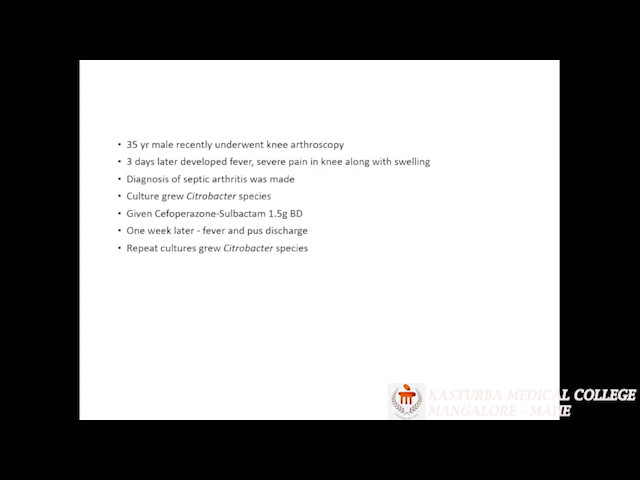 • 35 yr male recently underwent knee arthroscopy
• 3 days later developed fever, severe pain in knee along with swelling
• Diagnosis of septic arthritis was made
• Culture grew Citrobacter species
• Given Cefoperazone-Sulbactam 1.5g BD
• One week later - fever and pus discharge
• Repeat cultures grew Citrobacter species
KASTURBA MEDICAL COLLEGE
MANGALORE - MAHE